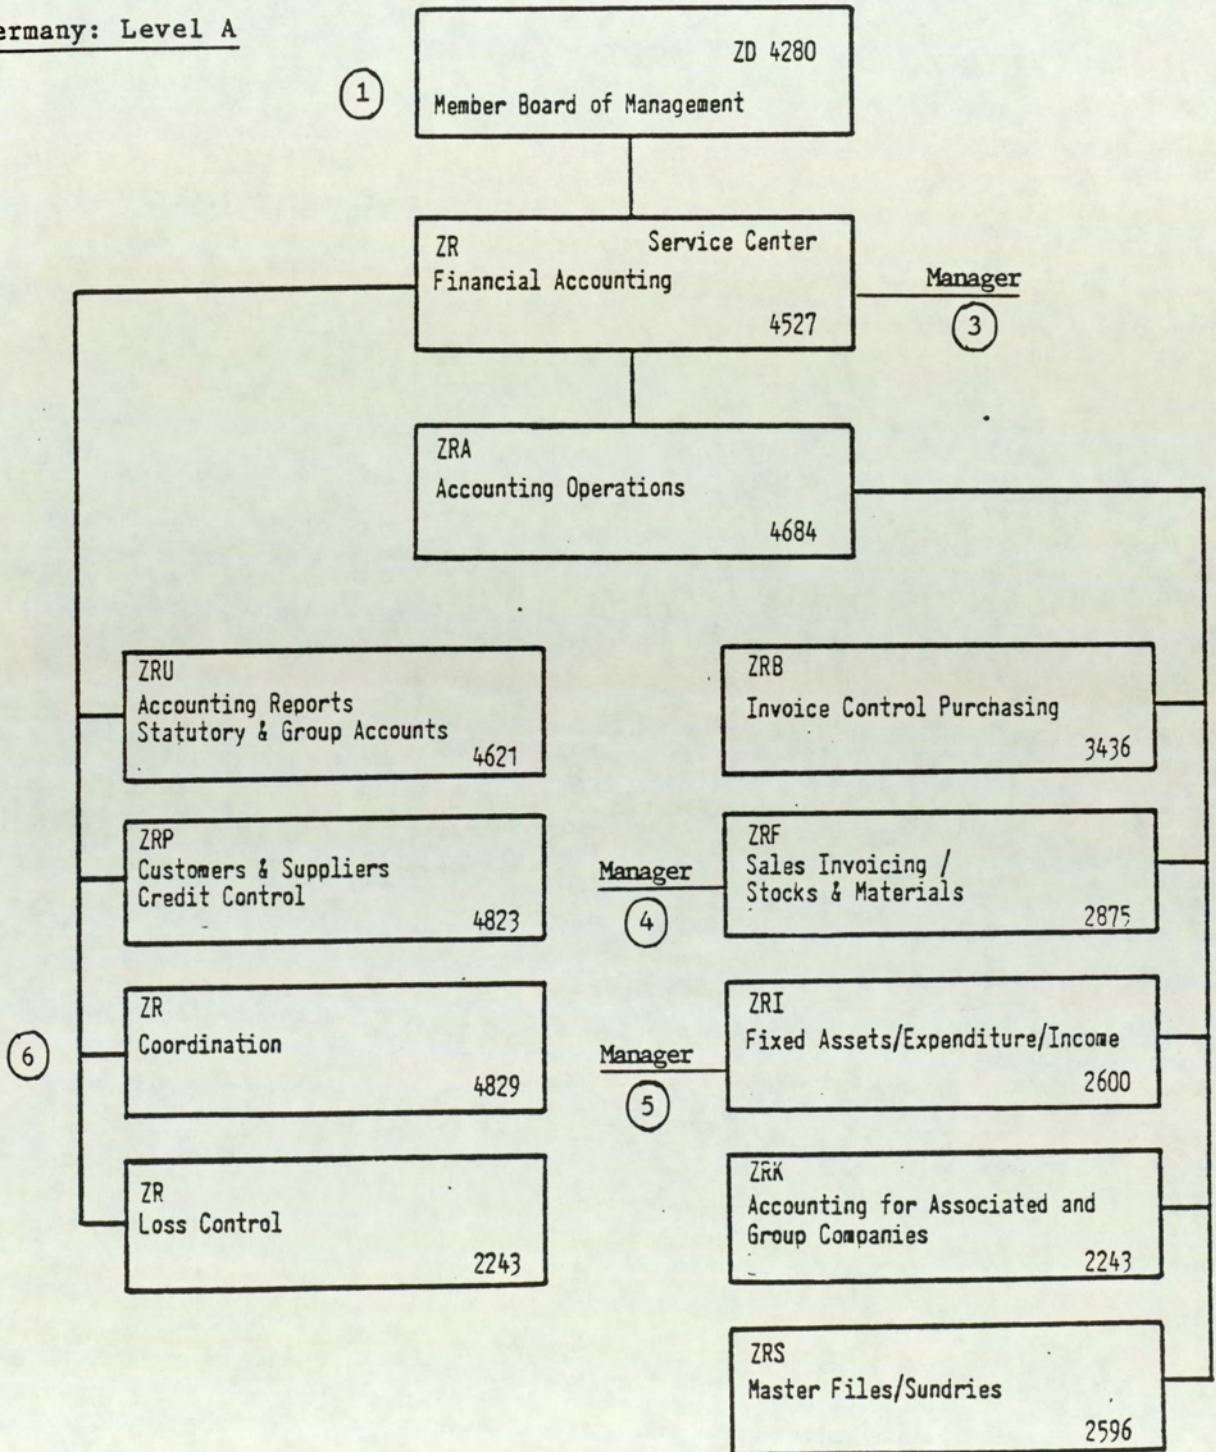 ermany: Level A
ZD 4280
1
Member Board of Management
ZR Service Center
Financial Accounting
4527
Manager
3
ZRA
Accounting Operations
4684
ZRU
Accounting Reports
Statutory & Group Accounts
4621
ZRP
Customers & Suppliers
Credit Control
4823
6
ZR
Coordination
4829
ZR
Loss Control
2243
ZRB
Invoice Control Purchasing
3436
Manager
4
ZRF
Sales Invoicing /
Stocks & Materials
2875
Manager
5
ZRI
Fixed Assets/Expenditure/Income
2600
ZRK
Accounting for Associated and
Group Companies
2243
ZRS
Master Files/Sundries
2596